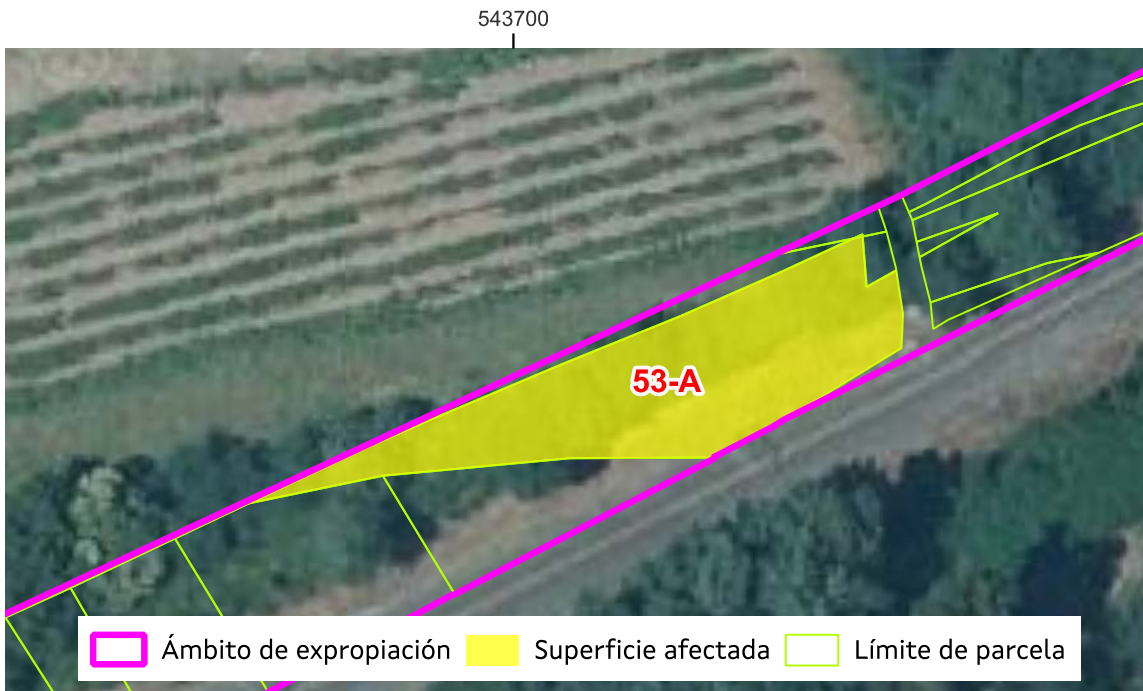 543700
53-A
Ámbito de expropiación
Superficie afectada
Límite de parcela